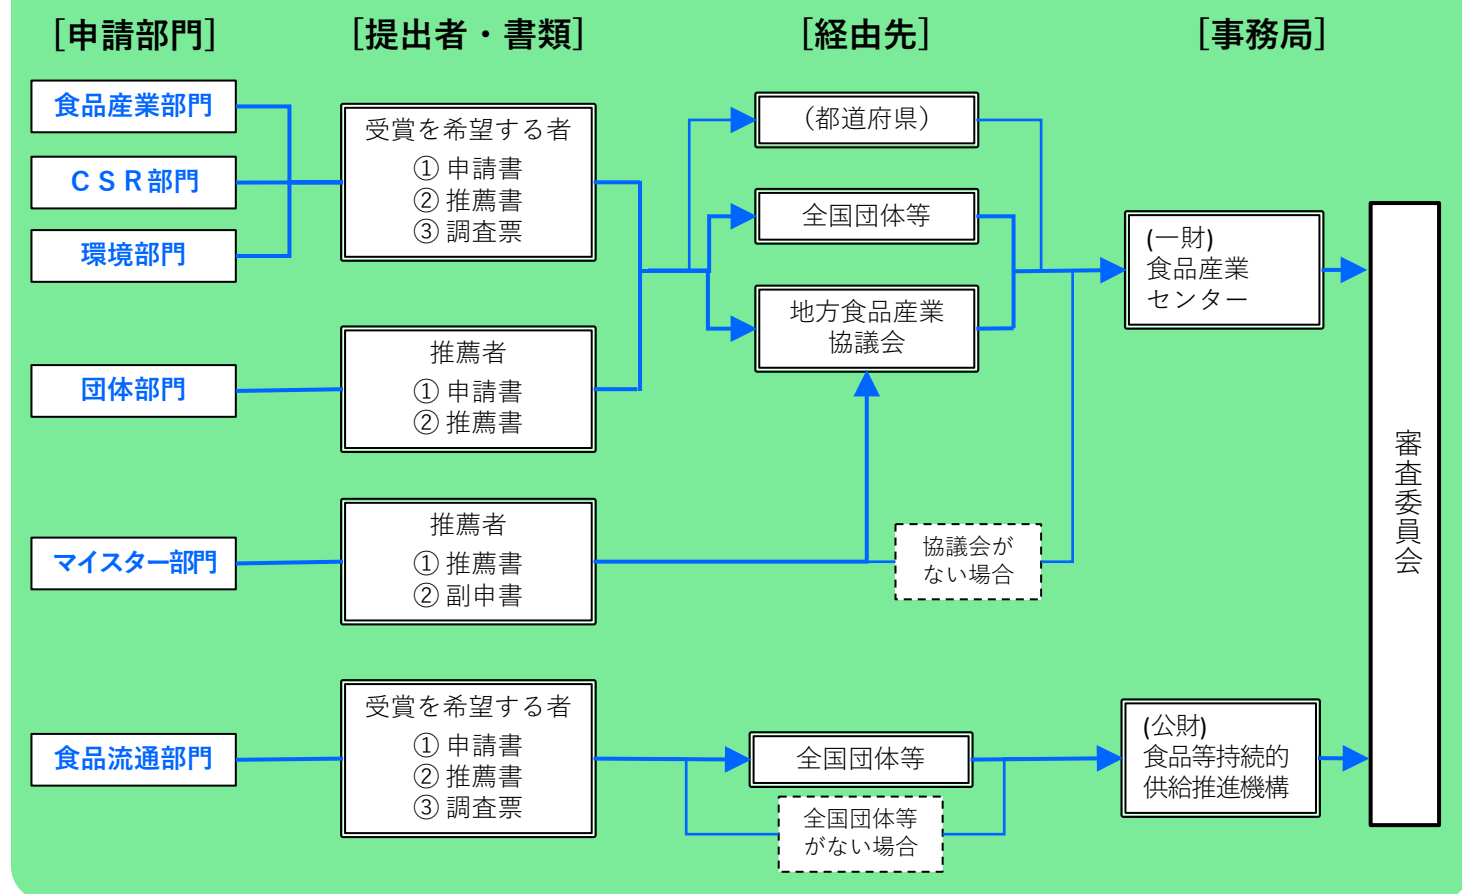 [申請部門]
[提出者・書類]
[経由先]
[事務局]
食品産業部門
ＣＳＲ部門
環境部門
受賞を希望する者
① 申請書
② 推薦書
③ 調査票
（都道府県）
全国団体等
地方食品産業
協議会
(一財)
食品産業
センター
団体部門
推薦者
① 申請書
② 推薦書
マイスター部門
推薦者
① 推薦書
② 副申書
協議会が
ない場合
審査委員会
食品流通部門
受賞を希望する者
① 申請書
② 推薦書
③ 調査票
全国団体等
全国団体等
がない場合
(公財)
食品等持続的
供給推進機構